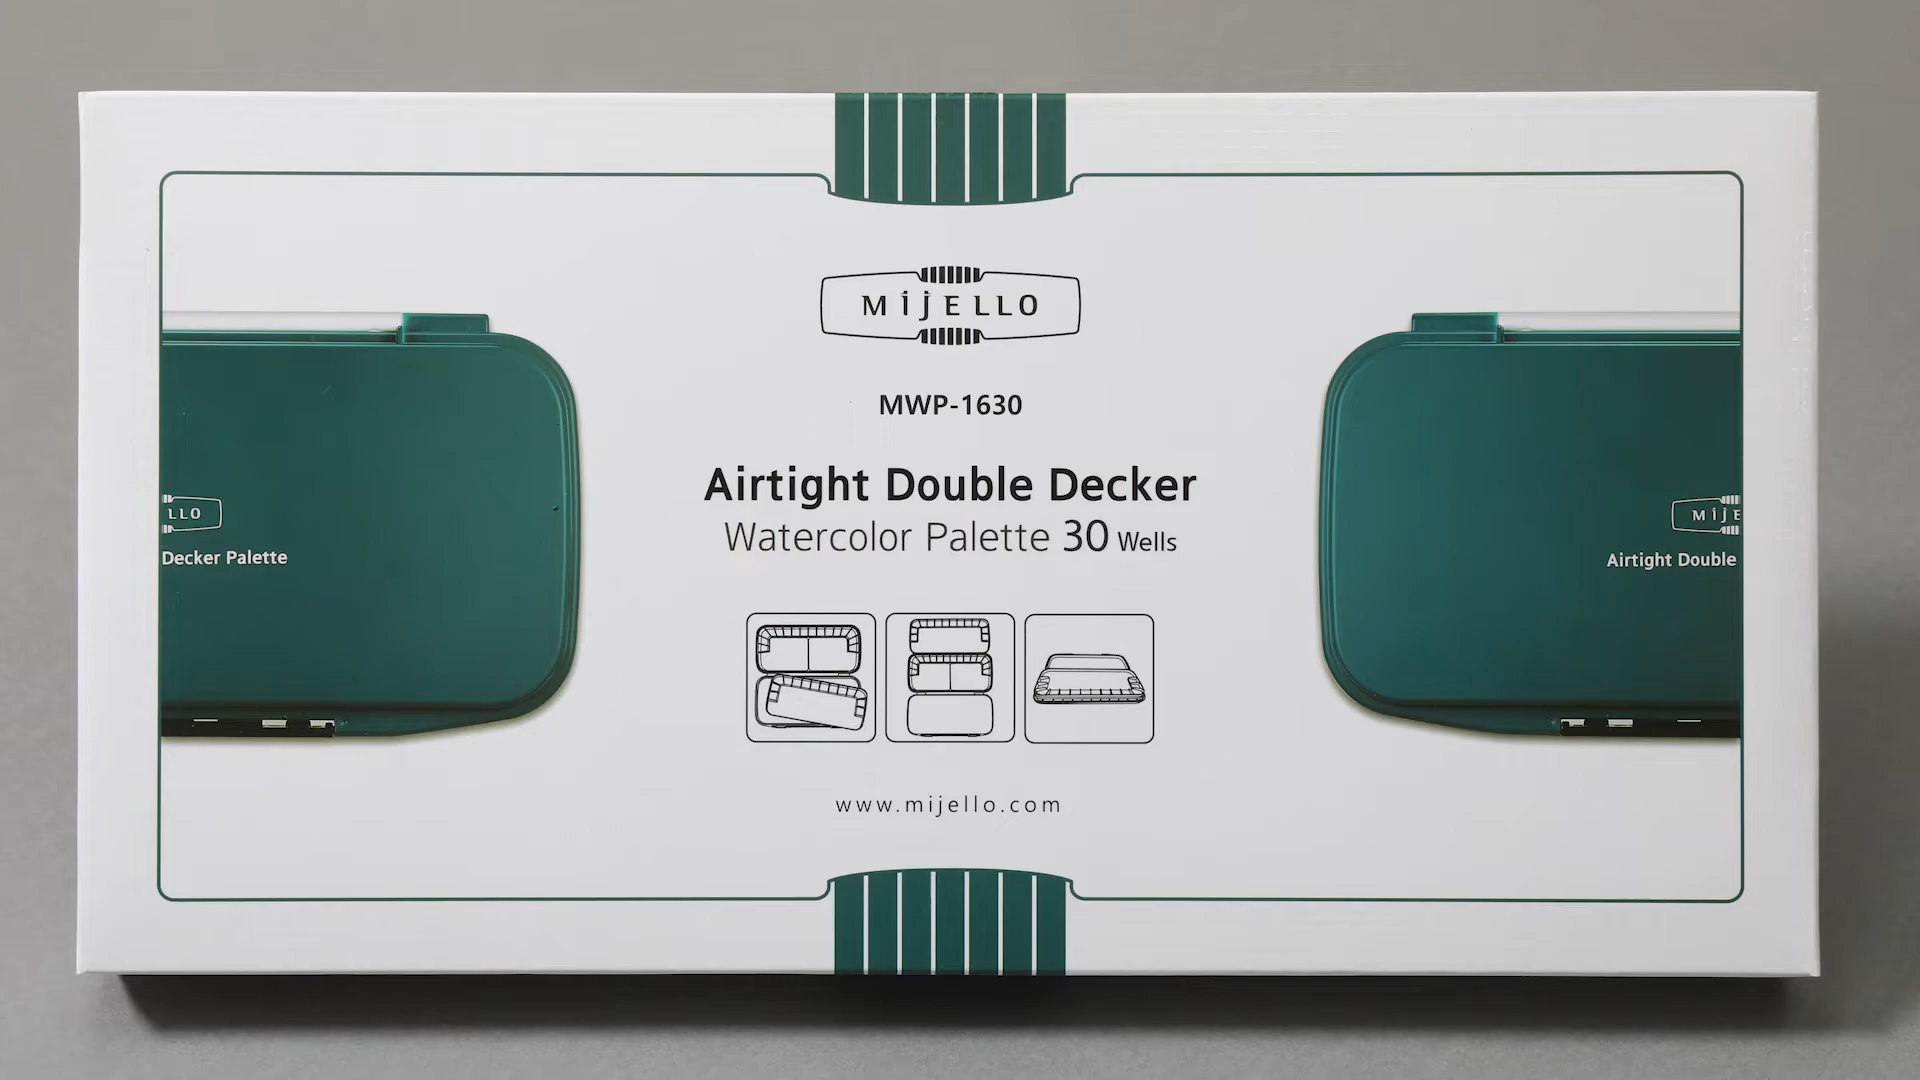 MIJELLO
MWP-1630
Airtight Double Decker
Watercolor Palette 30 Wells
www.mijello.com
LLO
Decker Palette
MIJE
Airtight Double